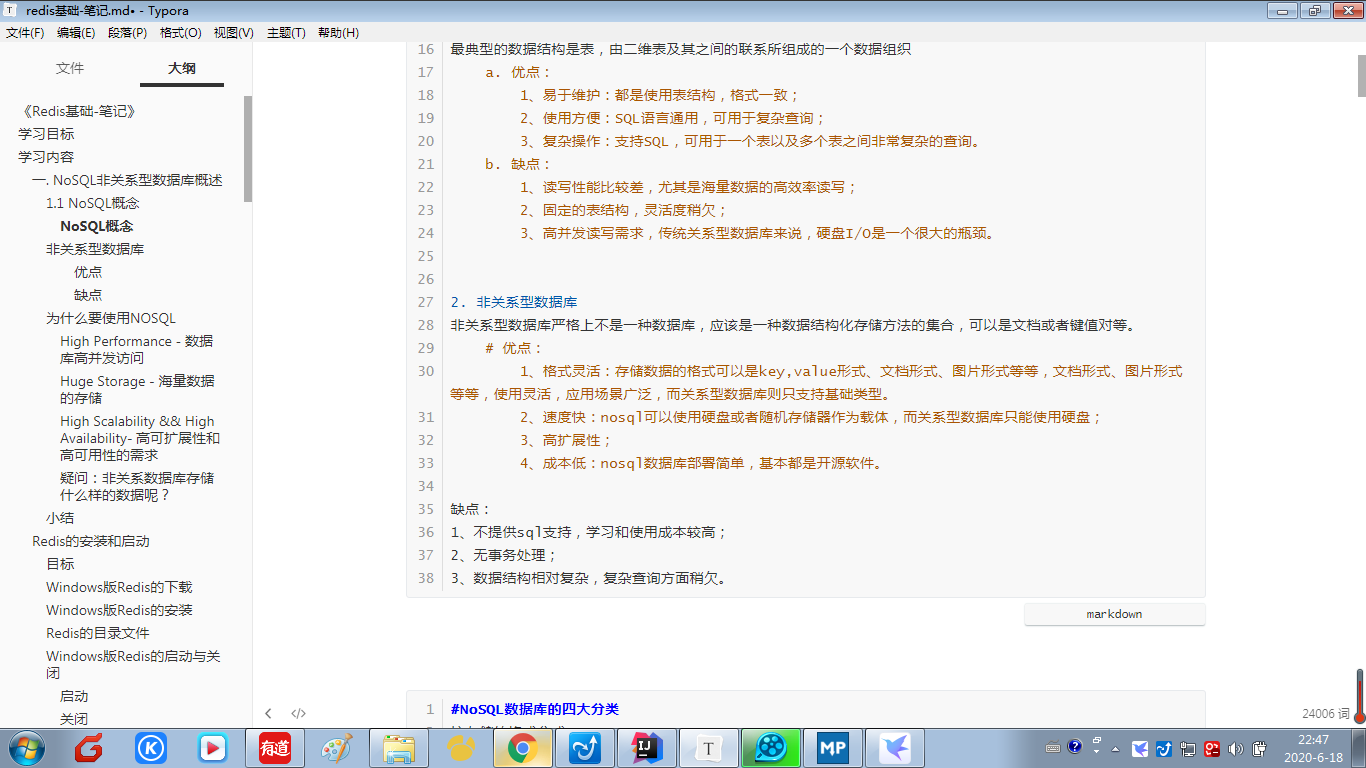 redis基础-笔记.md• - Typora
文件(F) 编辑(E) 段落(P) 格式(O) 视图(V) 主题(T) 帮助(H)
文件 大纲
《Redis基础-笔记》
学习目标
学习内容
一. NoSQL非关系型数据库概述
1.1 NoSQL概念
NoSQL概念
非关系型数据库
优点
缺点
为什么要使用NOSQL
High Performance - 数据
库高并发访问
Huge Storage - 海量数据
的存储
High Scalability && High
Availability- 高可扩展性和
高可用性的需求
疑问：非关系数据库存储
什么样的数据呢？
小结
Redis的安装和启动
目标
Windows版Redis的下载
Windows版Redis的安装
Redis的目录文件
Windows版Redis的启动与关
闭
启动
关闭
16 最典型的数据结构是表，由二维表及其之间的联系所组成的一个数据组织
17 a. 优点：
18 1、易于维护：都是使用表结构，格式一致；
19 2、使用方便：SQL语言通用，可用于复杂查询；
20 3、复杂操作：支持SQL，可用于一个表以及多个表之间非常复杂的查询。
21 b. 缺点：
22 1、读写性能比较差，尤其是海量数据的高效率读写；
23 2、固定的表结构，灵活度稍欠；
24 3、高并发读写需求，传统关系型数据库来说，硬盘I/O是一个很大的瓶颈。
25
26
27 2. 非关系型数据库
28 非关系型数据库严格上不是一种数据库，应该是一种数据结构化存储方法的集合，可以是文档或者键值对等。
29 # 优点：
30 1、格式灵活：存储数据的格式可以是key,value形式、文档形式、图片形式等等，文档形式、图片形式
等等，使用灵活，应用场景广泛，而关系型数据库则只支持基础类型。
31 2、速度快：nosql可以使用硬盘或者随机存储器作为载体，而关系型数据库只能使用硬盘；
32 3、高扩展性；
33 4、成本低：nosql数据库部署简单，基本都是开源软件。
34
35 缺点：
36 1、不提供sql支持，学习和使用成本较高；
37 2、无事务处理；
38 3、数据结构相对复杂，复杂查询方面稍欠。
markdown
1 #NoSQL数据库的四大分类
24006 词
有道
IJ
T
MP
22:47
2020-6-18